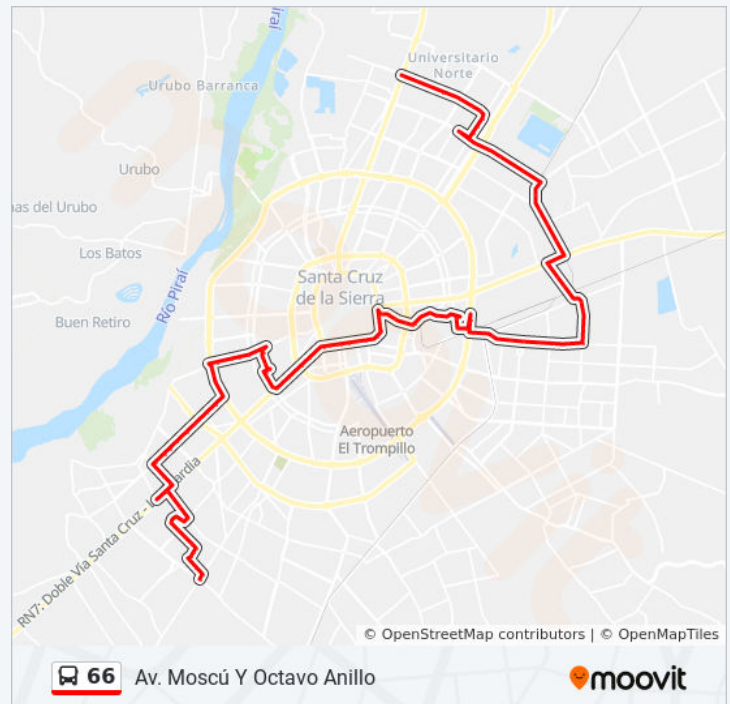 Piraí
Universitario
Norte
Urubo Barranca
Urubo
nas del Urubo
Los Batos
Santa Cruz
de la Sierra
Río Piraí
Buen Retiro
Aeropuerto
El Trompillo
RN7: Doble Vía Santa Cruz - La Guardia
© OpenStreetMap contributors | © OpenMapTiles
66 Av. Moscú Y Octavo Anillo
moovit